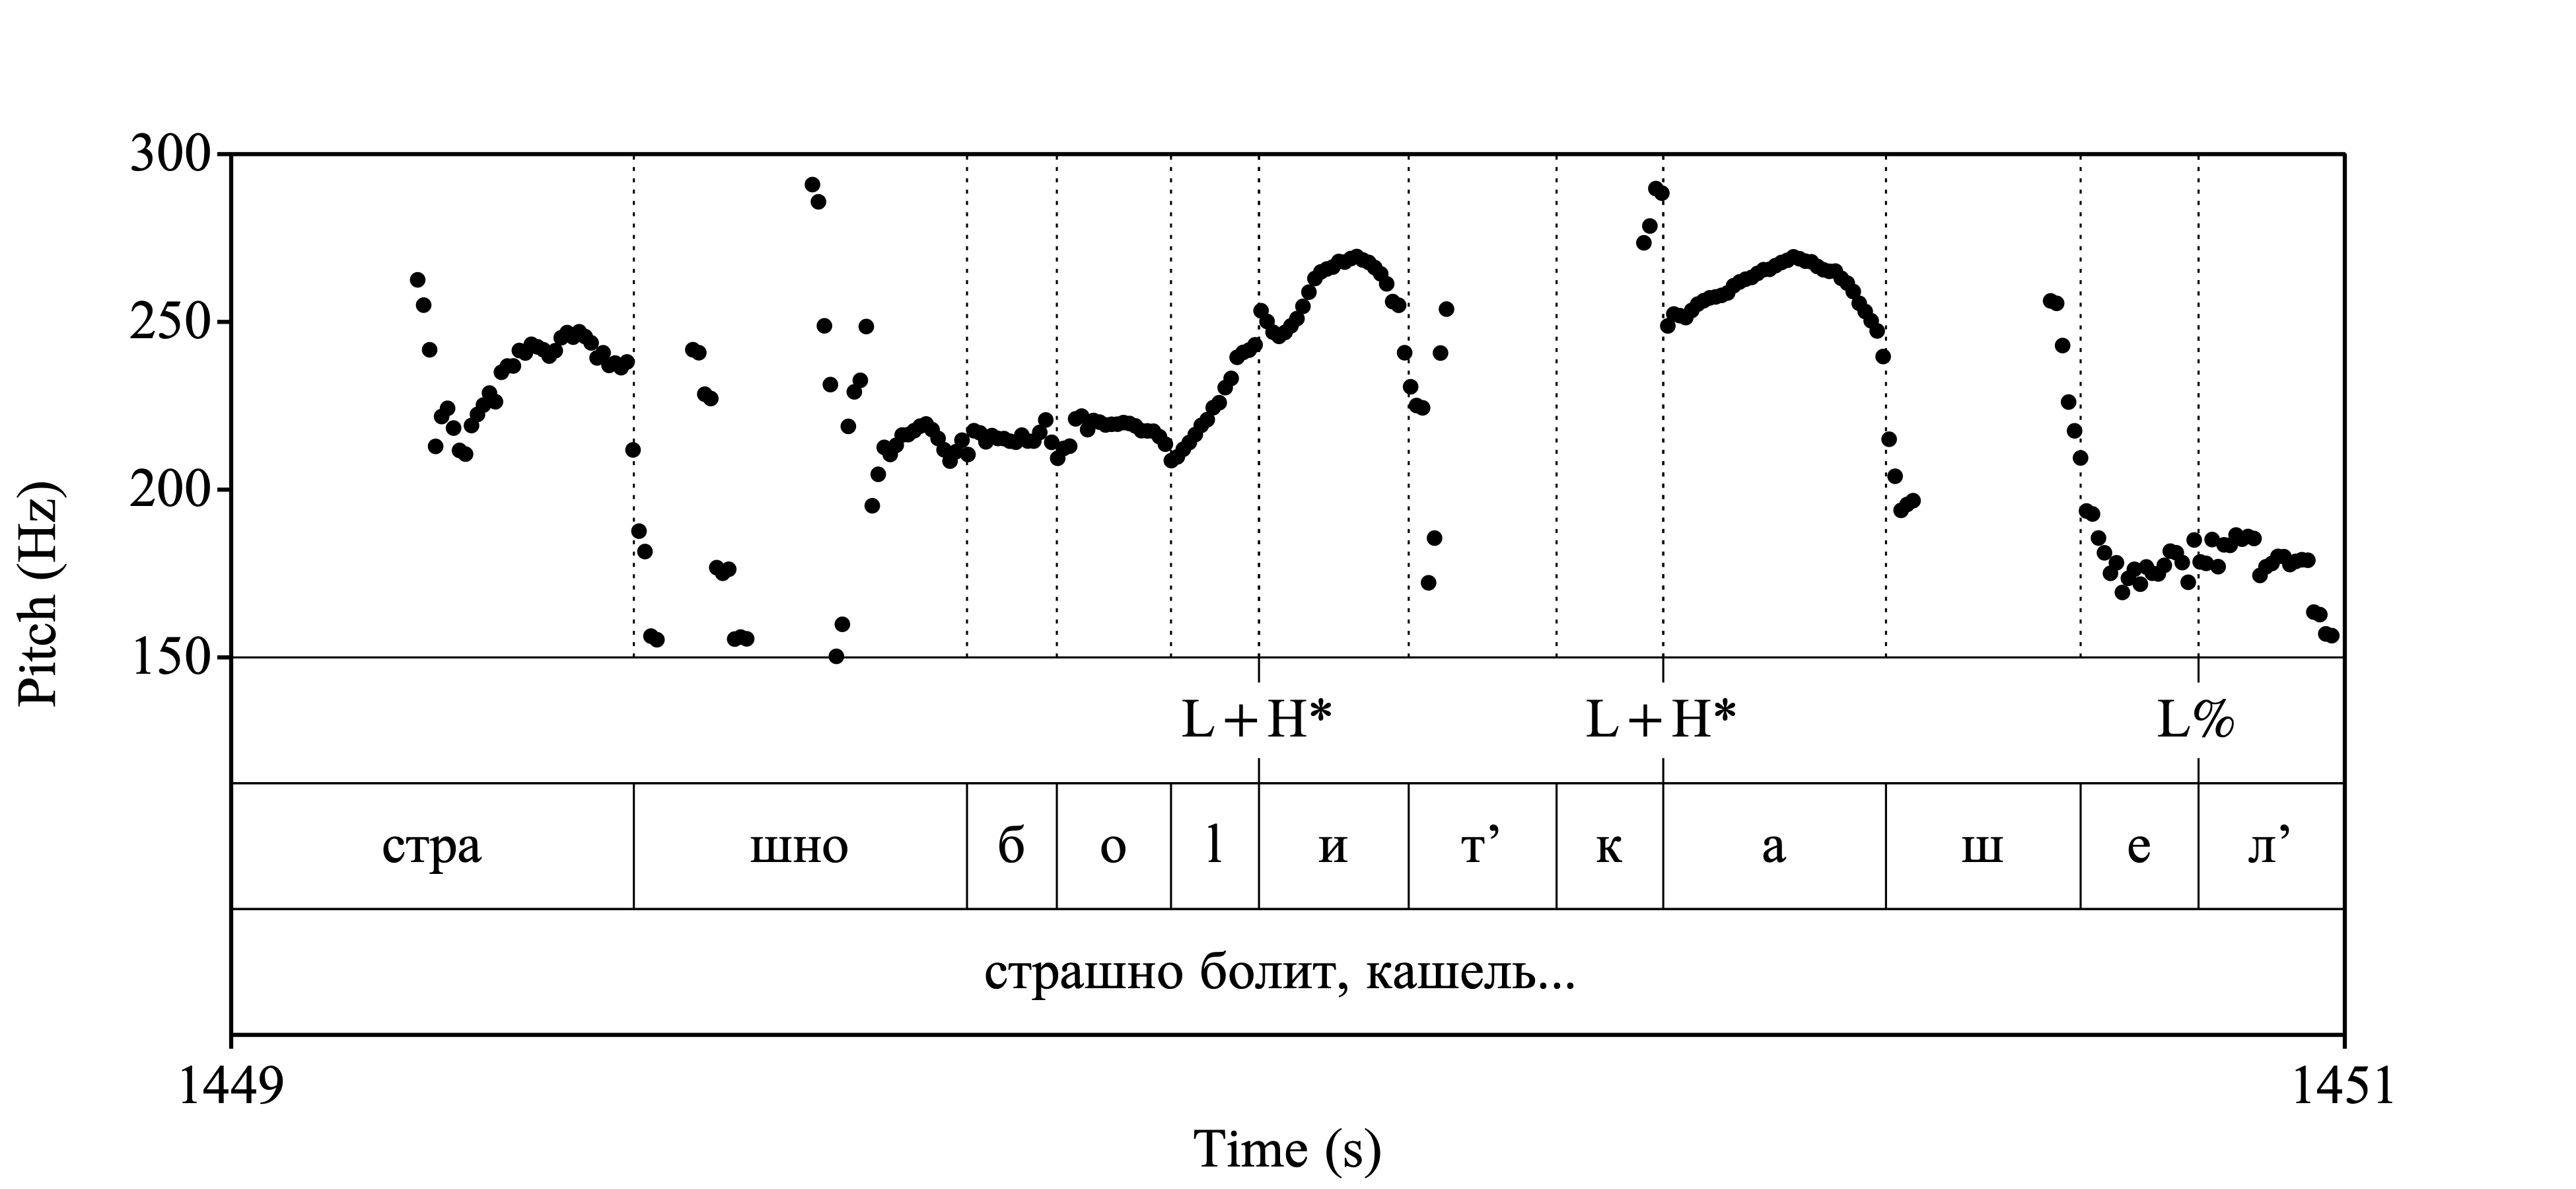 300
250
200
150
Pitch (Hz)
L+H* L+H* L%
стра шно б о l и т’ к а ш е л’
страшно болит, кашель...
1449 1451
Time (s)